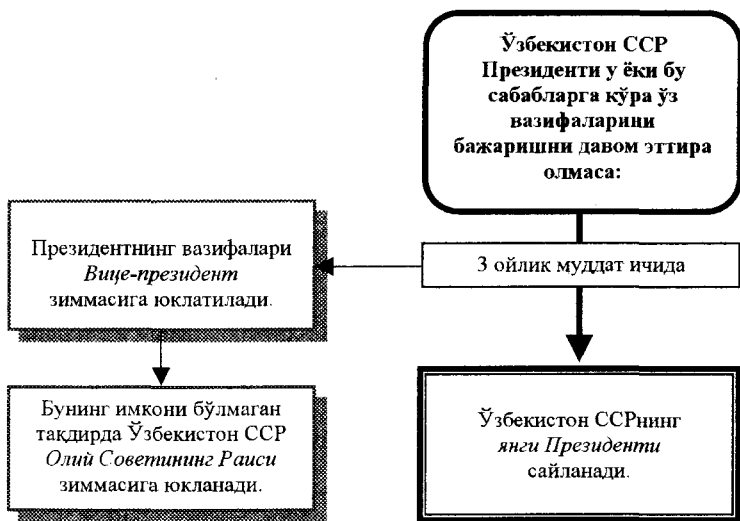 Ўзбекистон ССР
Президенти у ёки бу
сабабларга кўра ўз
вазифаларини
бажаришни давом эттира
олмаса:
3 ойлик муддат ичида
Президентнинг вазифалари
Вице-президент
зиммасига юклатилади.
Бунинг имкони бўлмаган
тақдирда Ўзбекистон ССР
Олий Советининг Раиси
зиммасига юкланади.
Ўзбекистон ССРнинг
янги Президенти
сайланади.